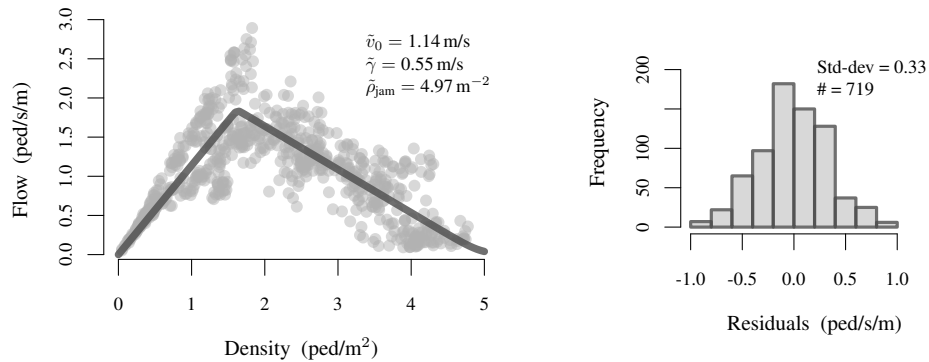 ṽ₀ = 1.14 m/s
γ̃ = 0.55 m/s
ρ̃jam = 4.97 m⁻²
Flow (ped/s/m)
3.0
2.5
2.0
1.5
1.0
0.5
0.0
0 1 2 3 4 5
Density (ped/m²)
Std-dev = 0.33
# = 719
Frequency
200
100
50
0
-1.0 -0.5 0.0 0.5 1.0
Residuals (ped/s/m)